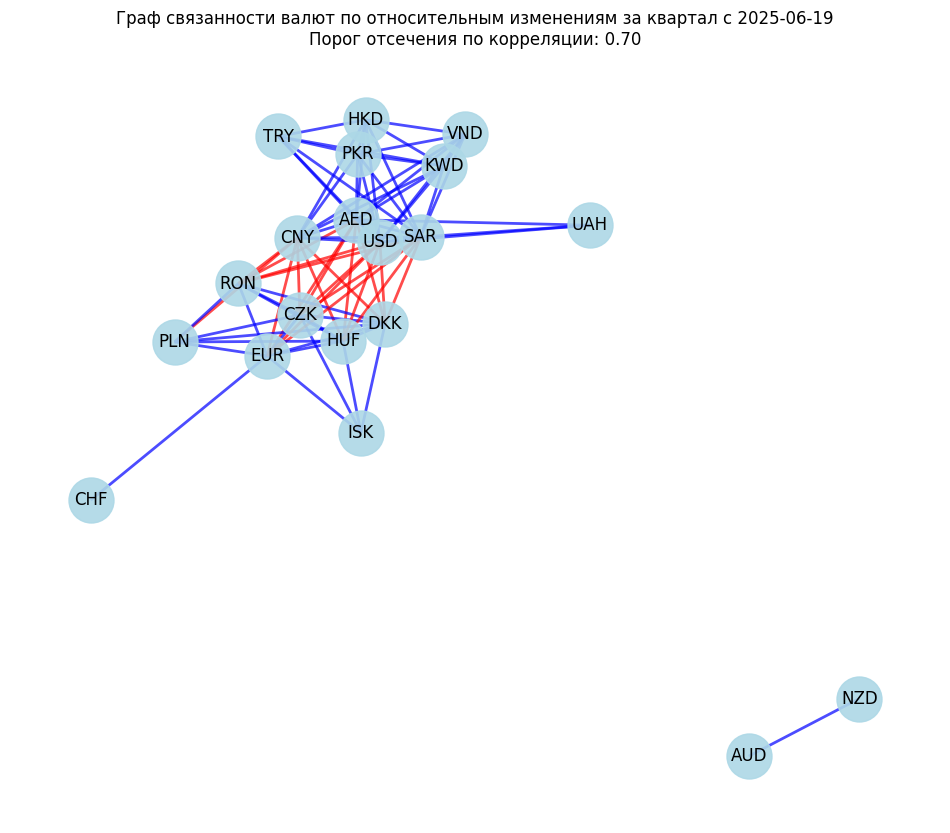 Граф связанности валют по относительным изменениям за квартал с 2025-06-19
Порог отсечения по корреляции: 0.70
HKD
TRY
VND
PKR
KWD
AED
UAH
CNY
USD
SAR
RON
CZK
DKK
PLN
HUF
EUR
ISK
CHF
NZD
AUD